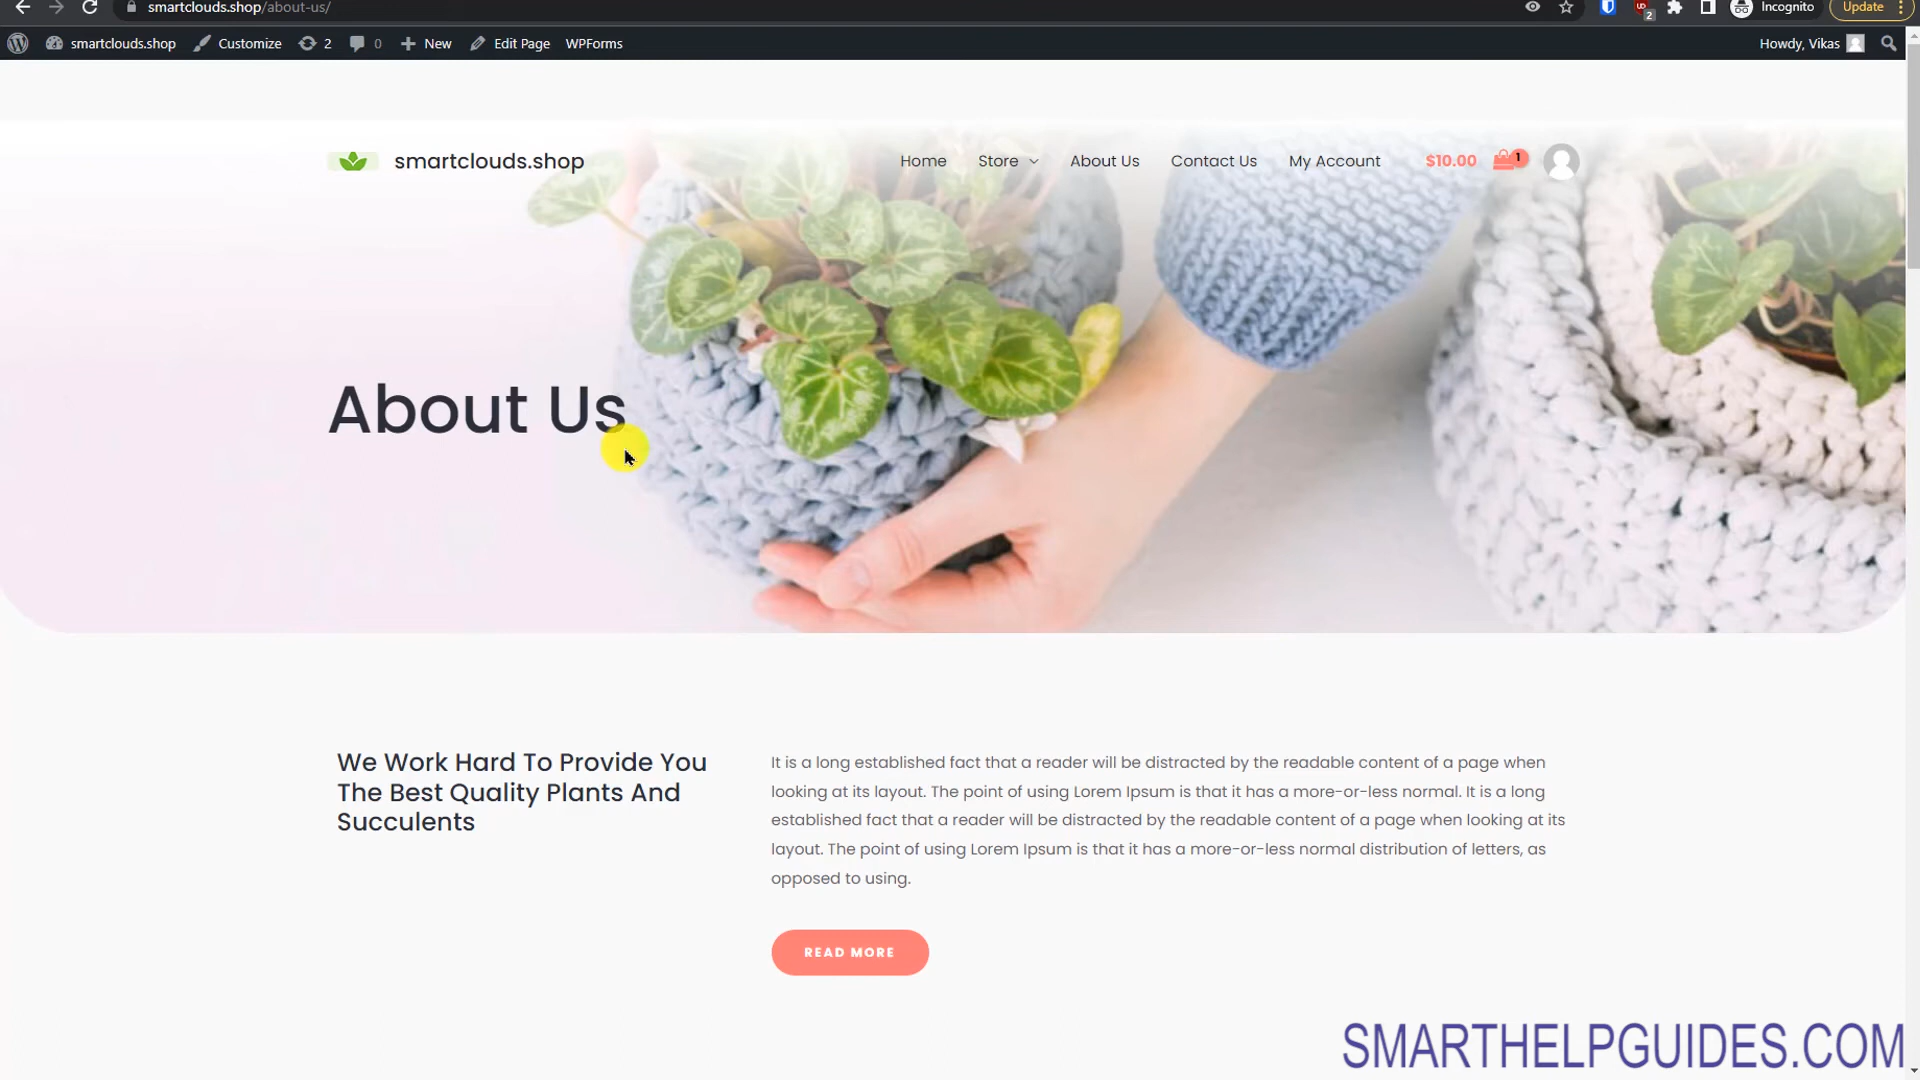 smartclouds.shop/about-us/
2
Incognito
Update
smartclouds.shop
Customize
2
0
New
Edit Page
WPForms
Howdy, Vikas
smartclouds.shop
Home
Store
About Us
Contact Us
My Account
$10.00
1
About Us
We Work Hard To Provide You
The Best Quality Plants And
Succulents
It is a long established fact that a reader will be distracted by the readable content of a page when
looking at its layout. The point of using Lorem Ipsum is that it has a more-or-less normal. It is a long
established fact that a reader will be distracted by the readable content of a page when looking at its
layout. The point of using Lorem Ipsum is that it has a more-or-less normal distribution of letters, as
opposed to using.
READ MORE
SMARTHELPGUIDES.COM